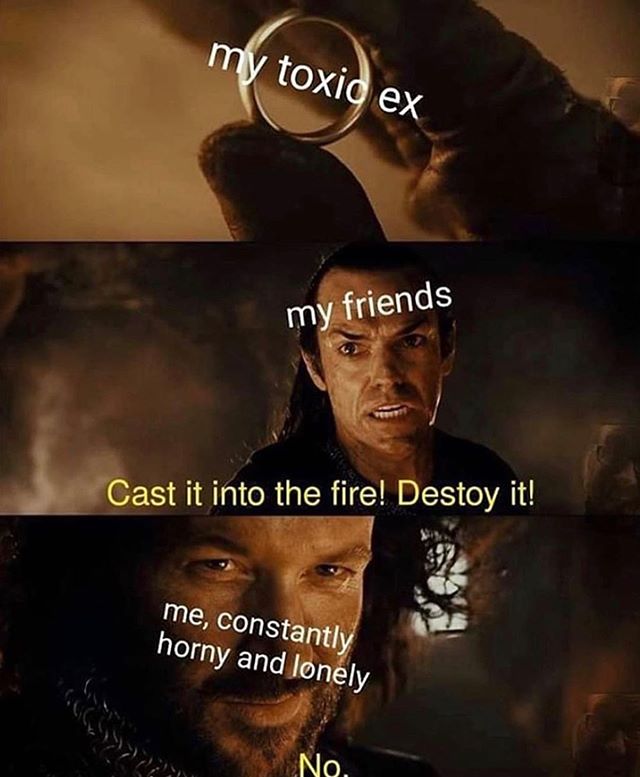 my toxic ex
my friends
Cast it into the fire! Destoy it!
me, constantly
horny and lonely
No.